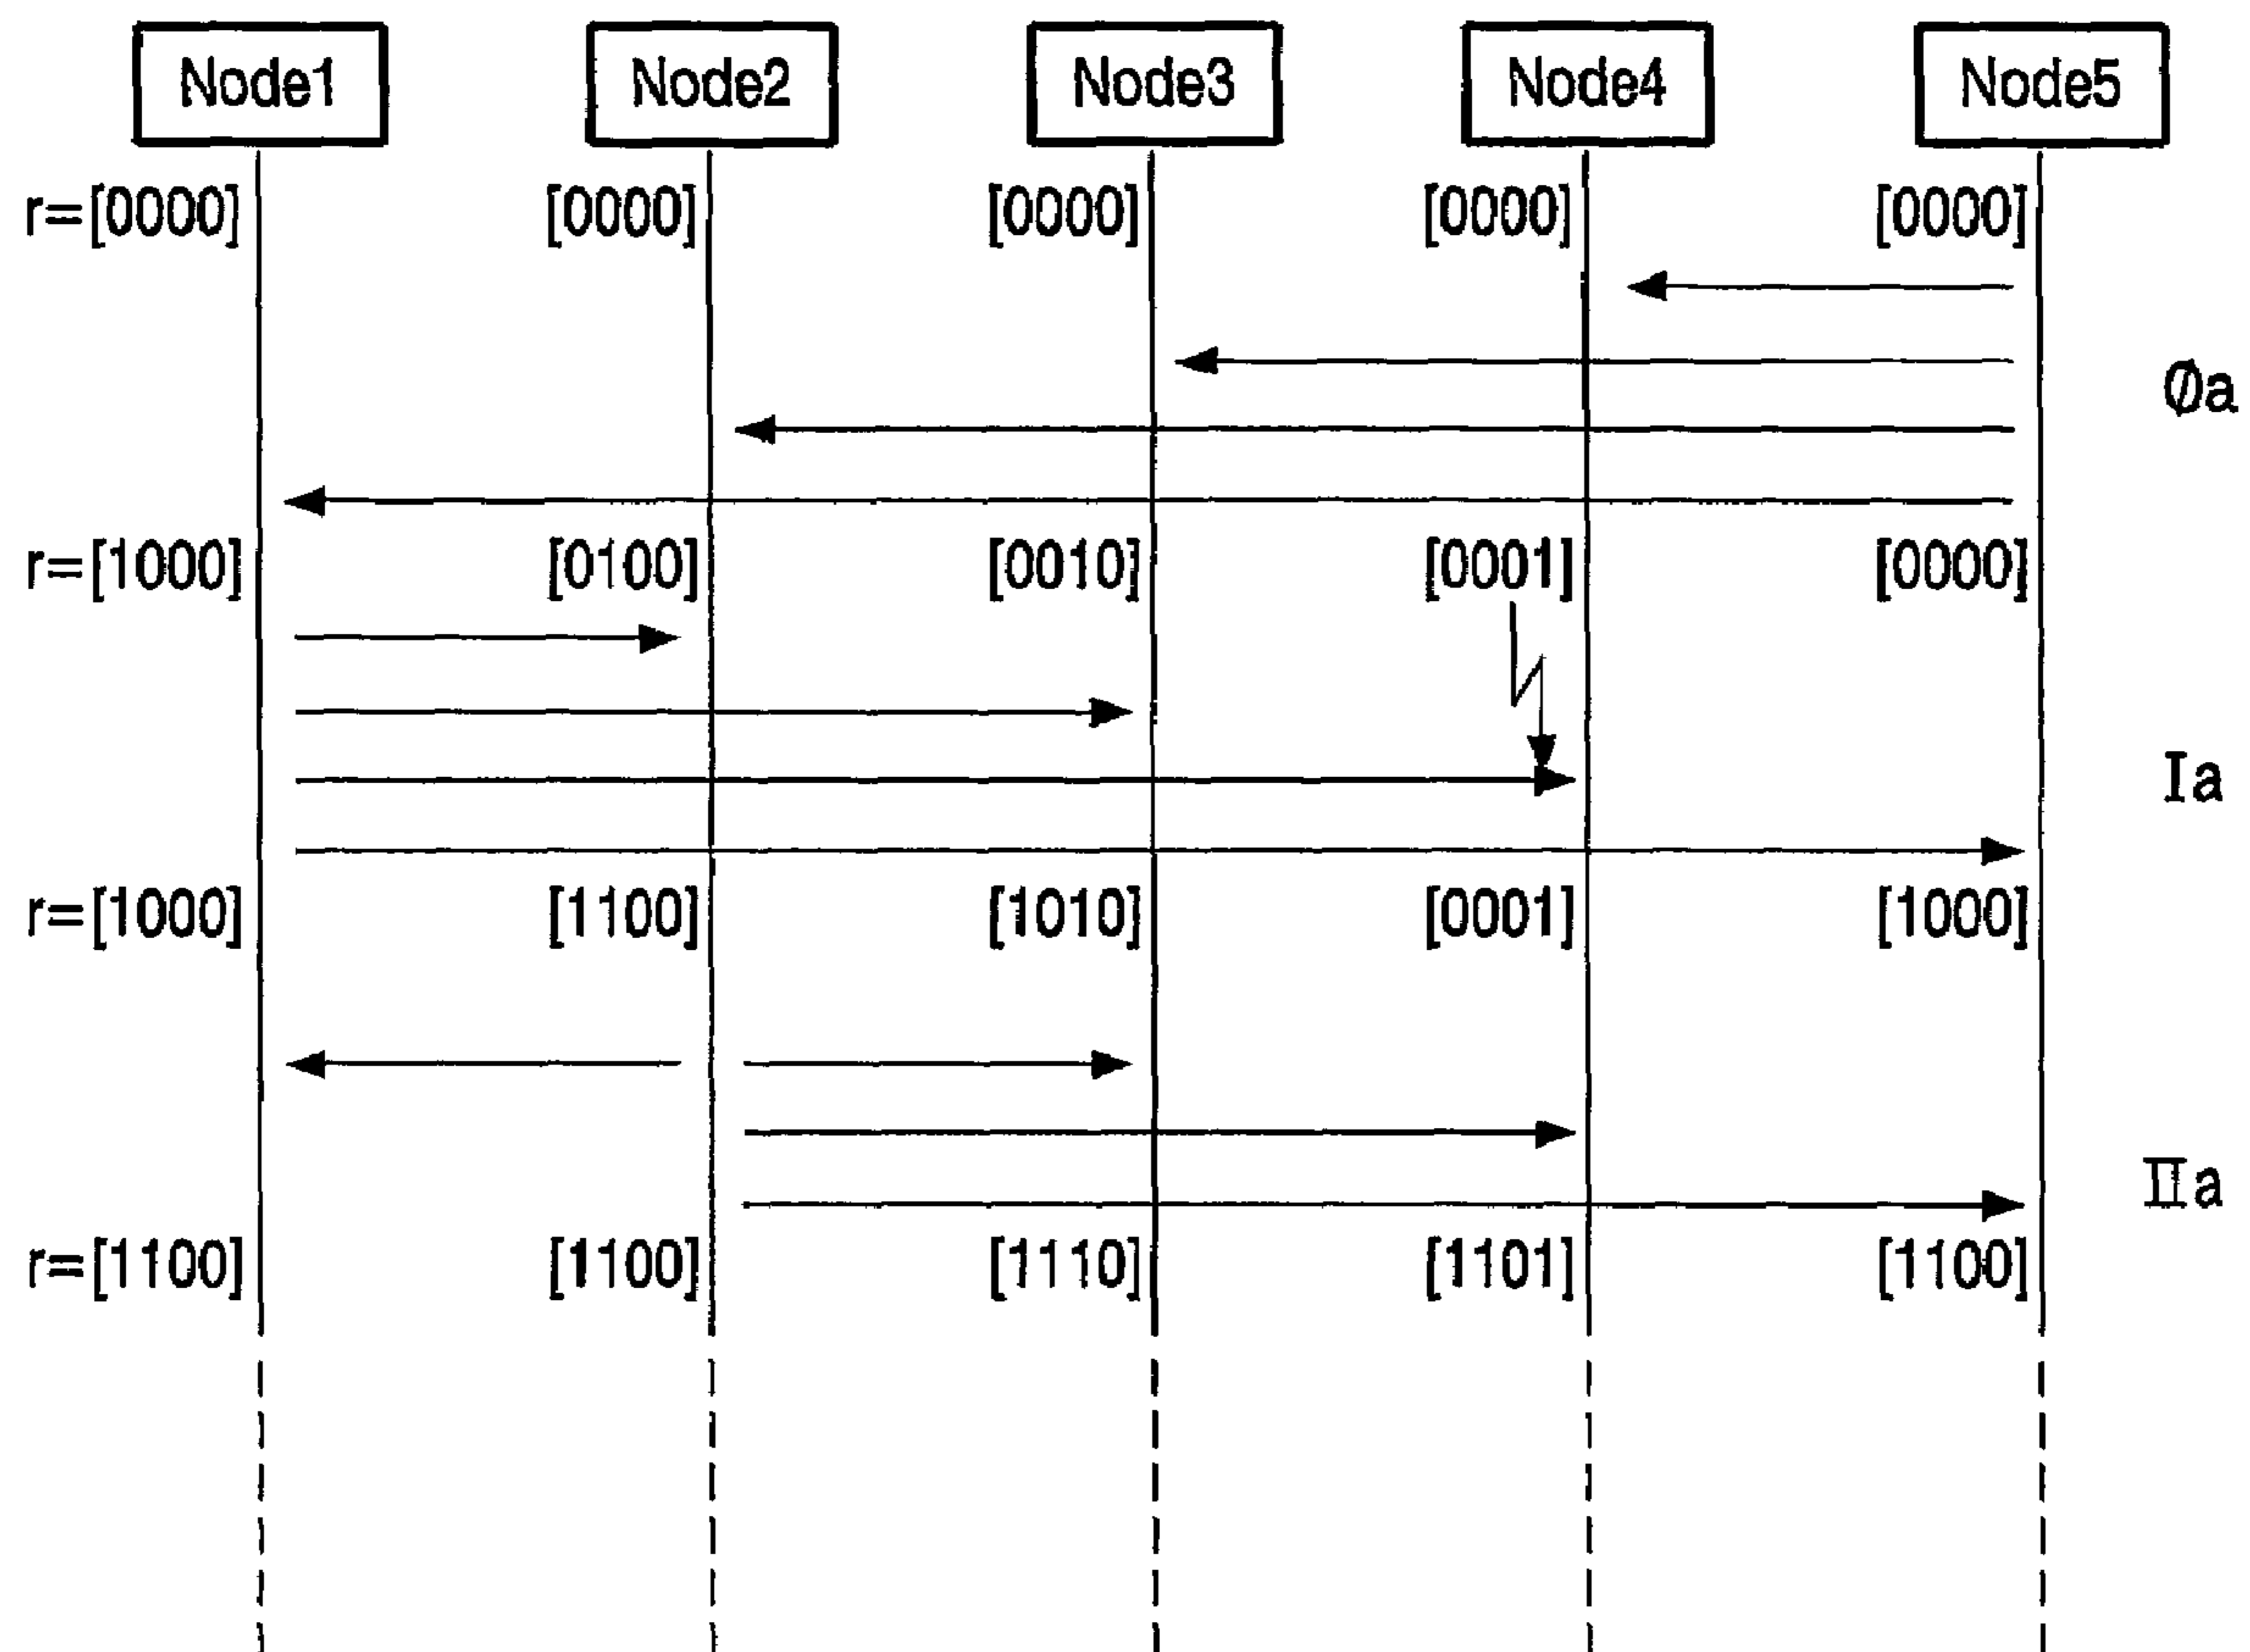 Node1 Node2 Node3 Node4 Node5
r=[0000] [0000] [0000] [0000] [0000]
Øa
r=[1000] [0100] [0010] [0001] [0000]
Ia
r=[1000] [1100] [1010] [0001] [1000]
IIa
r=[1100] [1100] [1110] [1101] [1100]